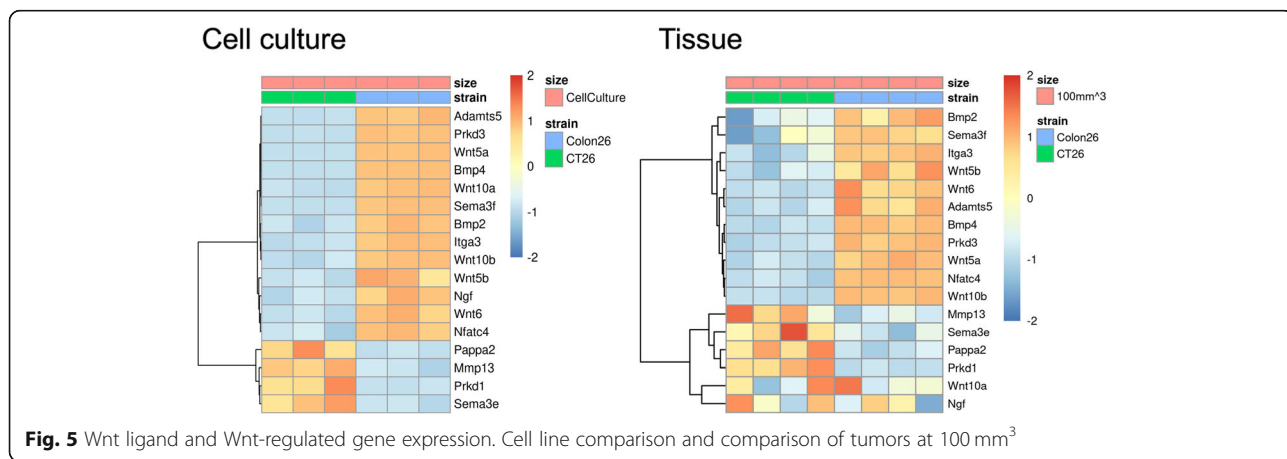 Cell culture
size
strain
Adamts5
Prkd3
Wnt5a
Bmp4
Wnt10a
Sema3f
Bmp2
Itga3
Wnt10b
Wnt5b
Ngf
Wnt6
Nfatc4
Pappa2
Mmp13
Prkd1
Sema3e
2
1
0
-1
-2
size
CellCulture
strain
Colon26
CT26
Tissue
size
strain
Bmp2
Sema3f
Itga3
Wnt5b
Wnt6
Adamts5
Bmp4
Prkd3
Wnt5a
Nfatc4
Wnt10b
Mmp13
Sema3e
Pappa2
Prkd1
Wnt10a
Ngf
2
1
0
-1
-2
size
100mm^3
strain
Colon26
CT26
Fig. 5 Wnt ligand and Wnt-regulated gene expression. Cell line comparison and comparison of tumors at 100 mm³